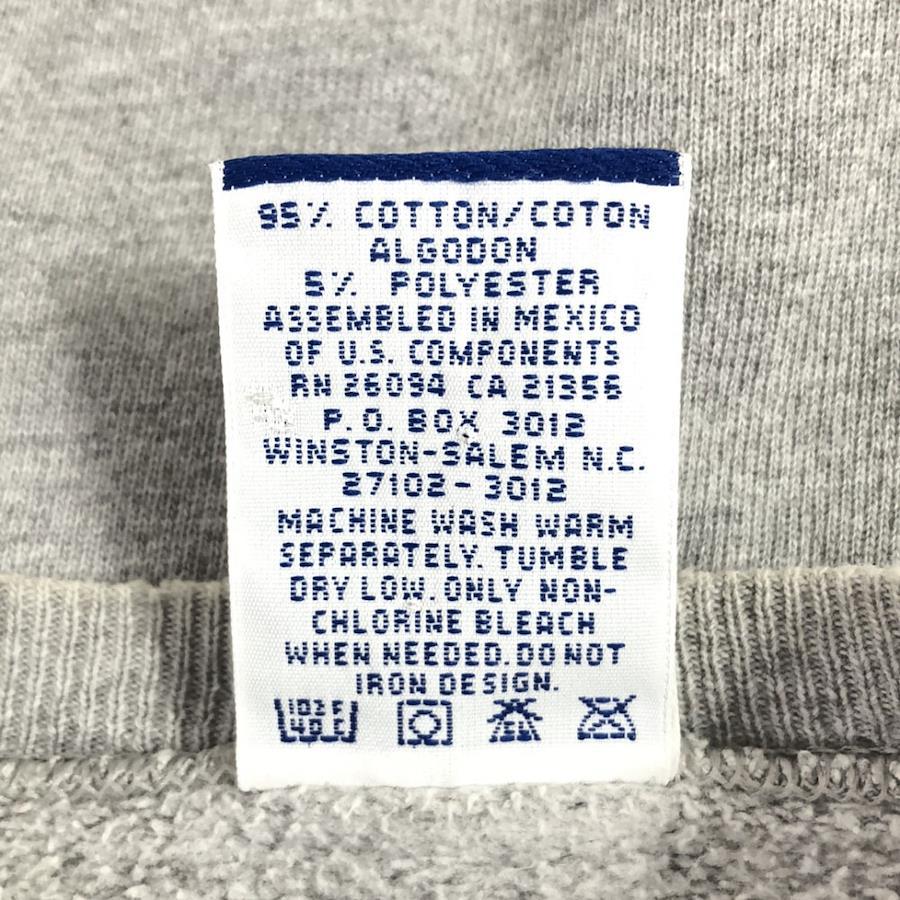 95% COTTON/COTON
ALGODON
5% POLYESTER
ASSEMBLED IN MEXICO
OF U.S. COMPONENTS
RN 26094 CA 21356
P.O. BOX 3012
WINSTON-SALEM N.C.
27102-3012
MACHINE WASH WARM
SEPARATELY. TUMBLE
DRY LOW. ONLY NON-
CHLORINE BLEACH
WHEN NEEDED. DO NOT
IRON DESIGN.